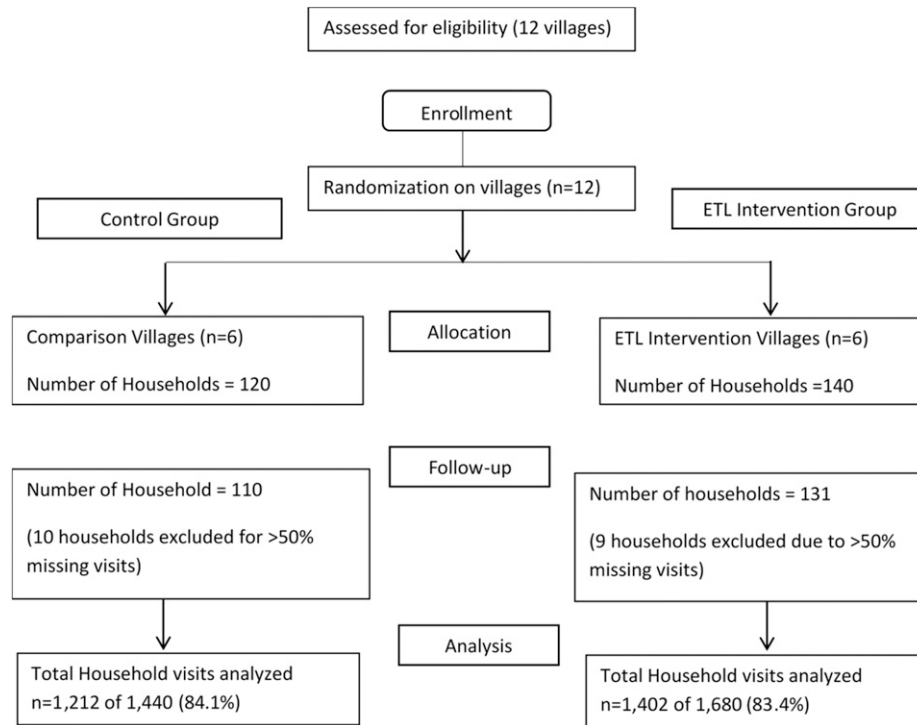 Assessed for eligibility (12 villages)
Enrollment
Randomization on villages (n=12)
Control Group
ETL Intervention Group
Comparison Villages (n=6)
Number of Households = 120
Allocation
ETL Intervention Villages (n=6)
Number of Households =140
Follow-up
Number of Household = 110
(10 households excluded for >50%
missing visits)
Number of households = 131
(9 households excluded due to >50%
missing visits)
Analysis
Total Household visits analyzed
n=1,212 of 1,440 (84.1%)
Total Household visits analyzed
n=1,402 of 1,680 (83.4%)